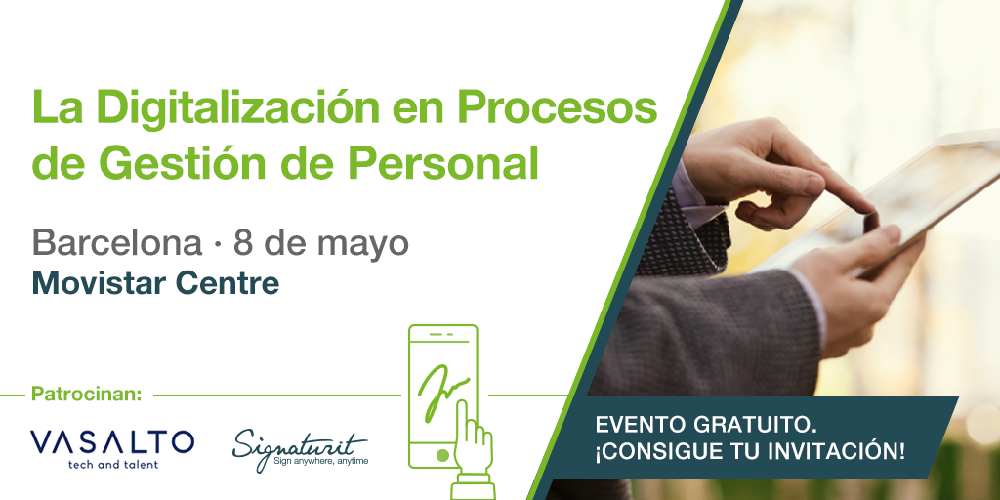 La Digitalización en Procesos
de Gestión de Personal
Barcelona · 8 de mayo
Movistar Centre
Patrocinan:
VASALTO
tech and talent
Signaturit
Sign anywhere, anytime
EVENTO GRATUITO.
¡CONSIGUE TU INVITACIÓN!